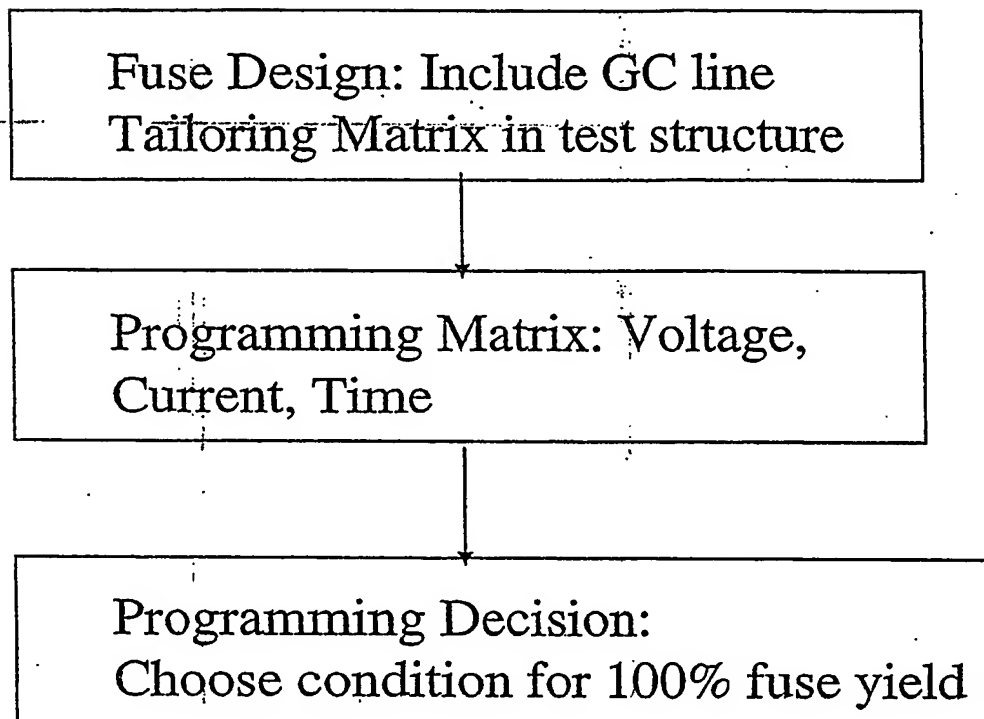 Fuse Design: Include GC line
Tailoring Matrix in test structure
Programming Matrix: Voltage,
Current, Time
Programming Decision:
Choose condition for 100% fuse yield